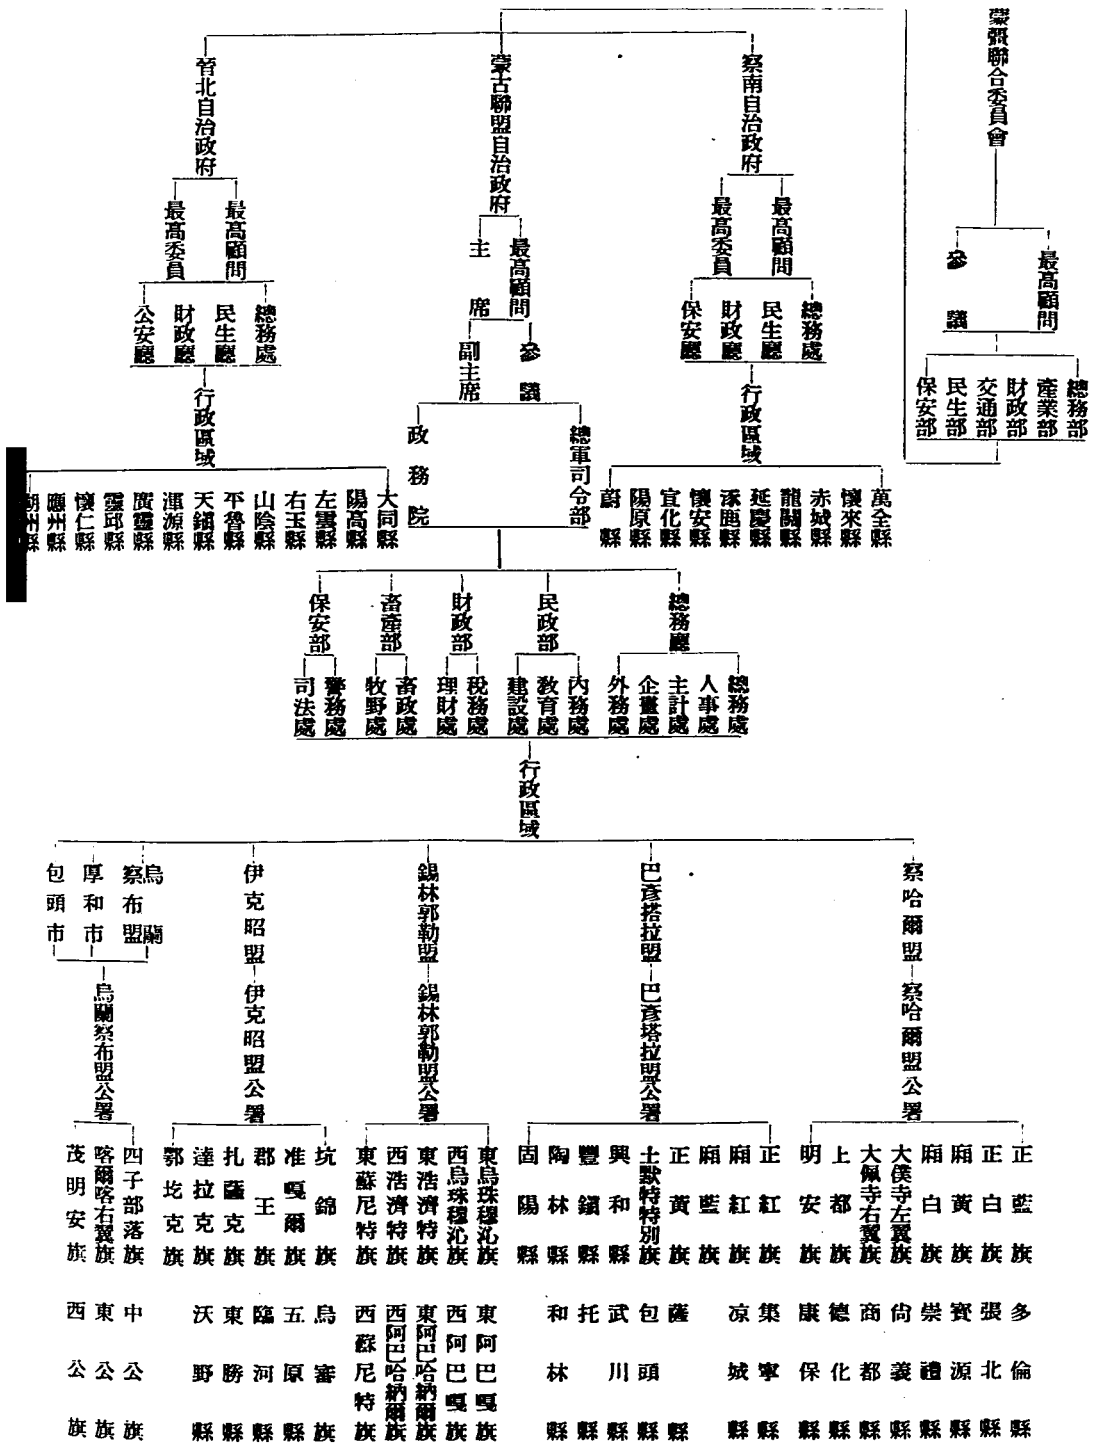 蒙疆聯合委員會
最高顧問
參議
總務部
產業部
財政部
交通部
民生部
保安部
察南自治政府
最高顧問
最高委員
總務處
民生廳
財政廳
保安廳
行政區域
萬全縣
懷來縣
赤城縣
龍關縣
延慶縣
涿鹿縣
懷安縣
宣化縣
陽原縣
蔚縣
蒙古聯盟自治政府
最高顧問
主席
參議
副主席
總軍司令部
政務院
晉北自治政府
最高顧問
最高委員
總務處
民生廳
財政廳
公安廳
行政區域
大同縣
陽高縣
左雲縣
右玉縣
山陰縣
平魯縣
天鎮縣
渾源縣
廣靈縣
靈邱縣
懷仁縣
應州縣
朔州縣
總務廳
民政部
財政部
畜產部
保安部
總務處
人事處
主計處
企畫處
外務處
內務處
教育處
建設處
稅務處
理財處
畜政處
牧野處
警務處
司法處
行政區域
察哈爾盟
巴彥搭拉盟
錫林郭勒盟
伊克昭盟
烏蘭察布盟
厚和市
包頭市
察哈爾盟公署
巴彥塔拉盟公署
錫林郭勒盟公署
伊克昭盟公署
烏蘭察布盟公署
正藍旗
正白旗
廂黃旗
廂白旗
大僕寺左翼旗
大佩寺右翼旗
上都旗
明安旗
正紅旗
廂紅旗
廂藍旗
正黃旗
土默特特別旗
興和縣
豐鎮縣
陶林縣
固陽縣
東烏珠穆沁旗
西烏珠穆沁旗
東浩濟特旗
西浩濟特旗
東蘇尼特旗
坑錦旗
准嘎爾旗
郡王旗
扎薩克旗
達拉克旗
鄂圪克旗
四子部落旗
喀爾喀右翼旗
茂明安旗
多倫縣
張北縣
寶源縣
崇禮縣
尙義縣
商都縣
德化縣
康保縣
集寧縣
凉城縣
薩縣
包頭縣
武川縣
托縣
和林縣
東阿巴嘎旗
西阿巴嘎旗
東阿巴哈納爾旗
西阿巴哈納爾旗
西蘇尼特旗
烏審旗
五原縣
臨河縣
東勝縣
沃野縣
中公旗
東公旗
西公旗